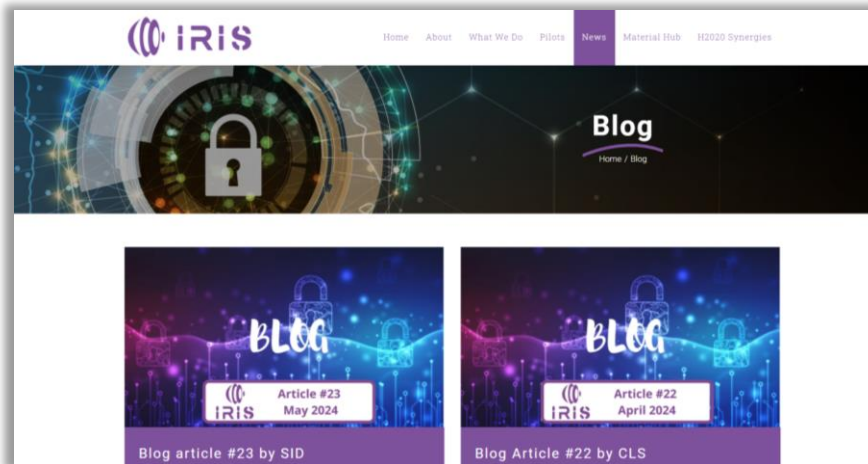 iRiS
Home About What We Do Pilots News Material Hub H2020 Synergies
Blog
Home / Blog
BLOG
iRiS
Article #23
May 2024
Blog article #23 by SID
BLOG
iRiS
Article #22
April 2024
Blog Article #22 by CLS